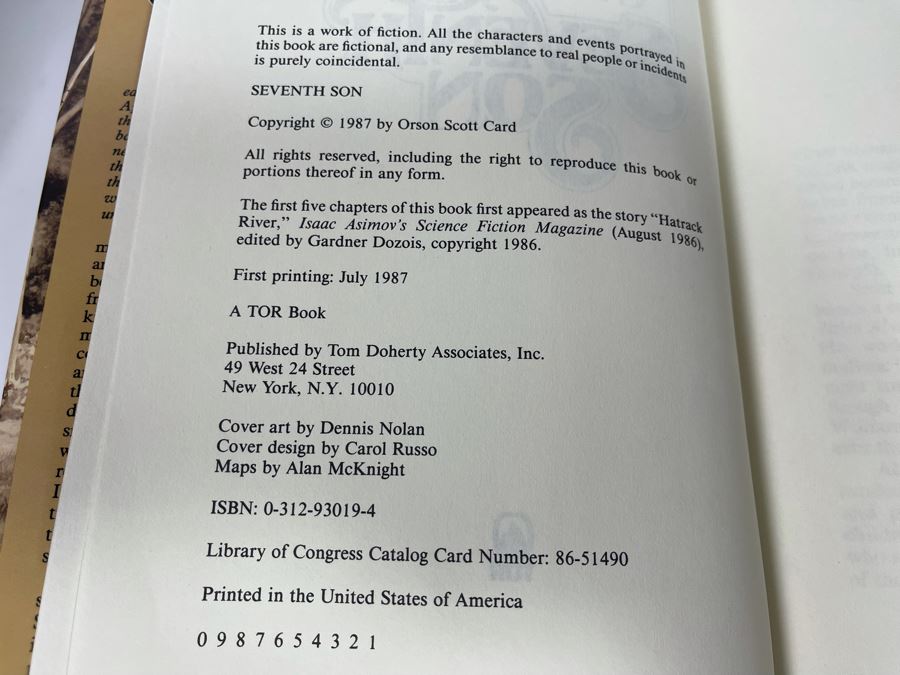 This is a work of fiction. All the characters and events portrayed in
this book are fictional, and any resemblance to real people or incidents
is purely coincidental.
SEVENTH SON
Copyright © 1987 by Orson Scott Card
All rights reserved, including the right to reproduce this book or
portions thereof in any form.
The first five chapters of this book first appeared as the story “Hatrack
River,” Isaac Asimov's Science Fiction Magazine (August 1986),
edited by Gardner Dozois, copyright 1986.
First printing: July 1987
A TOR Book
Published by Tom Doherty Associates, Inc.
49 West 24 Street
New York, N.Y. 10010
Cover art by Dennis Nolan
Cover design by Carol Russo
Maps by Alan McKnight
ISBN: 0-312-93019-4
Library of Congress Catalog Card Number: 86-51490
Printed in the United States of America
0 9 8 7 6 5 4 3 2 1